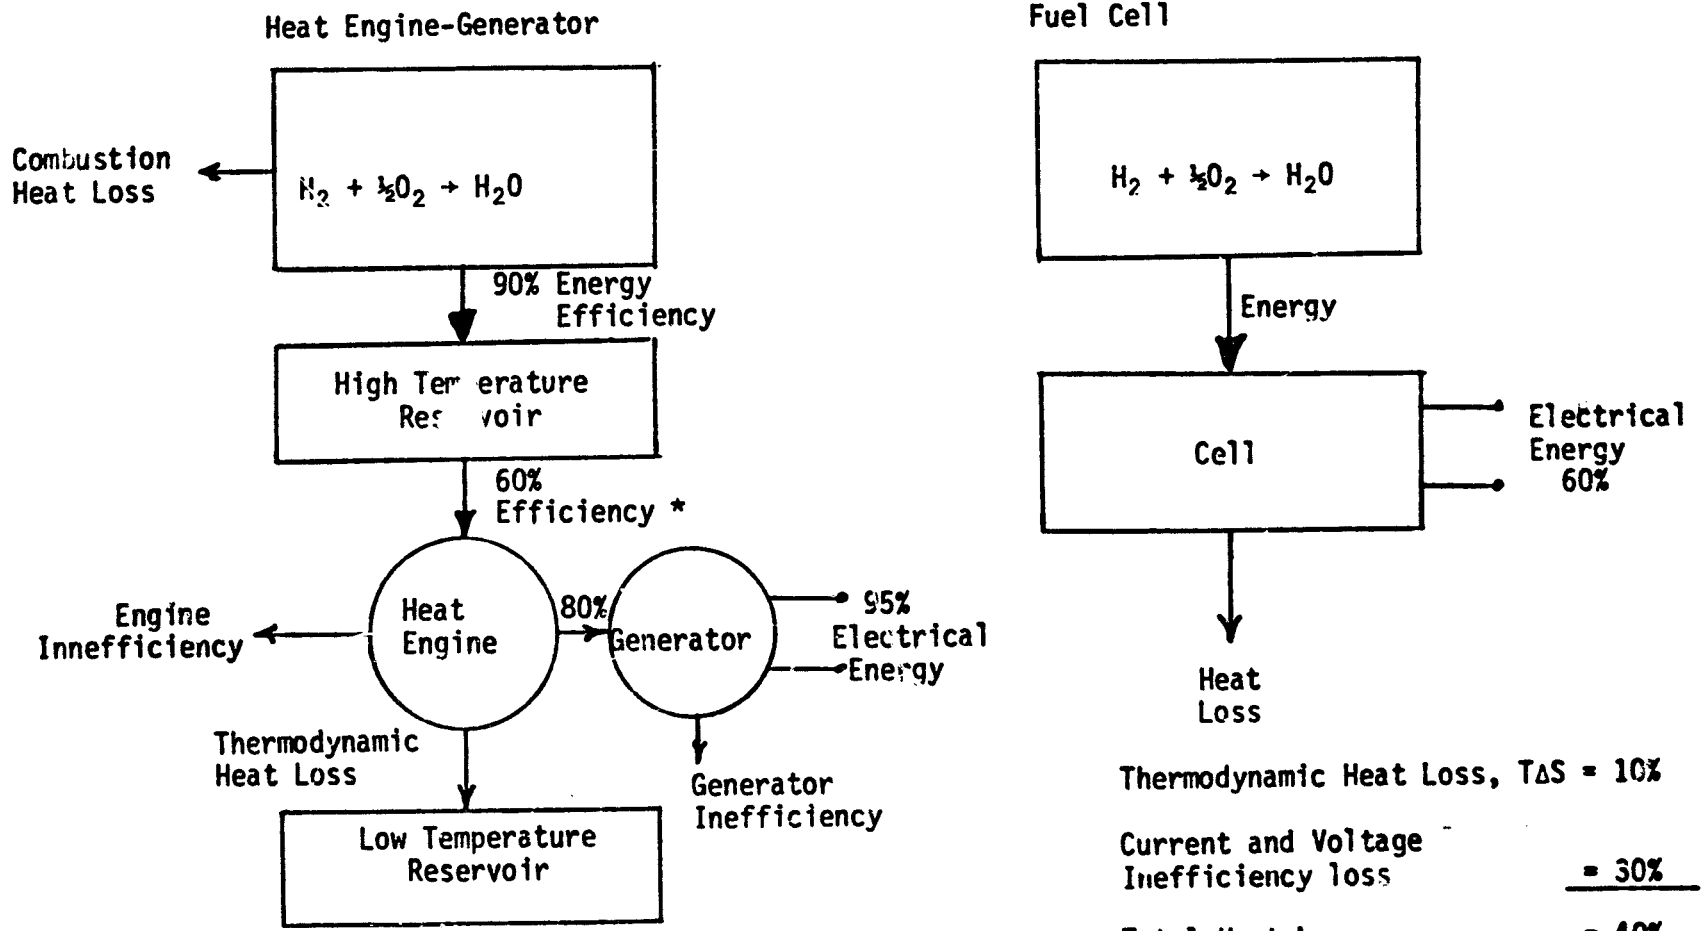 Heat Engine-Generator
Combustion
Heat Loss
H₂ + ½O₂ → H₂O
90% Energy
Efficiency
High Temperature
Reservoir
60%
Efficiency *
Heat
Engine
80%
Generator
95%
Electrical
Energy
Engine
Innefficiency
Thermodynamic
Heat Loss
Generator
Inefficiency
Low Temperature
Reservoir
Fuel Cell
H₂ + ½O₂ → H₂O
Energy
Cell
Electrical
Energy
60%
Heat
Loss
Thermodynamic Heat Loss, TΔS = 10%
Current and Voltage
Inefficiency loss = 30%
= 40%